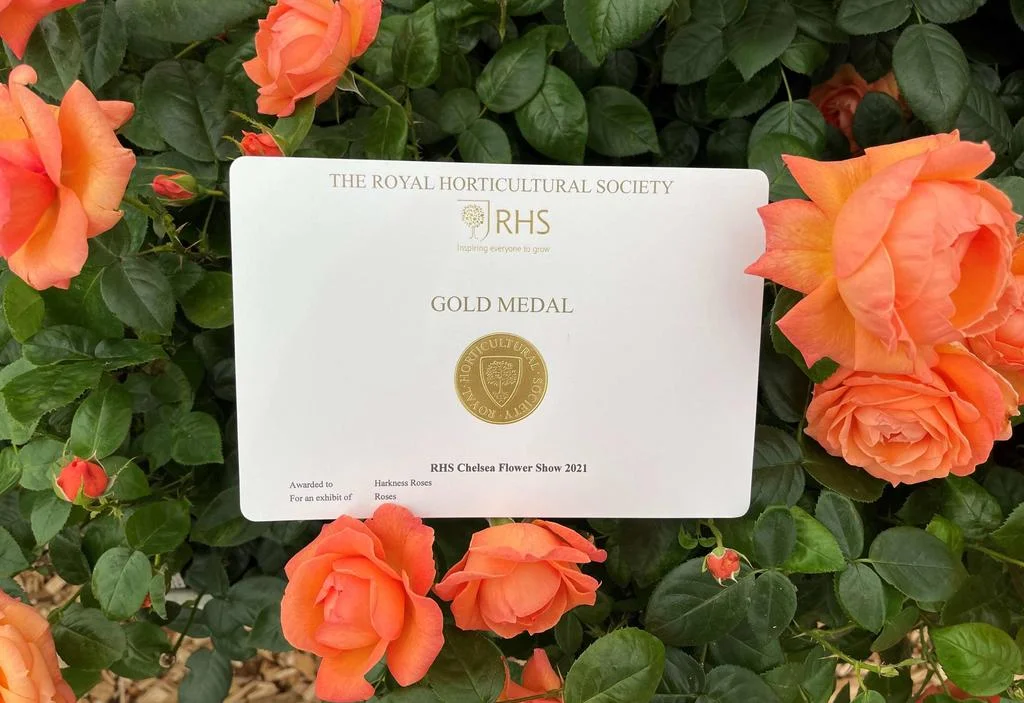 THE ROYAL HORTICULTURAL SOCIETY
RHS
Inspiring everyone to grow
GOLD MEDAL
ROYAL · HORTICULTURAL · SOCIETY ·
RHS Chelsea Flower Show 2021
Awarded to Harkness Roses
For an exhibit of Roses